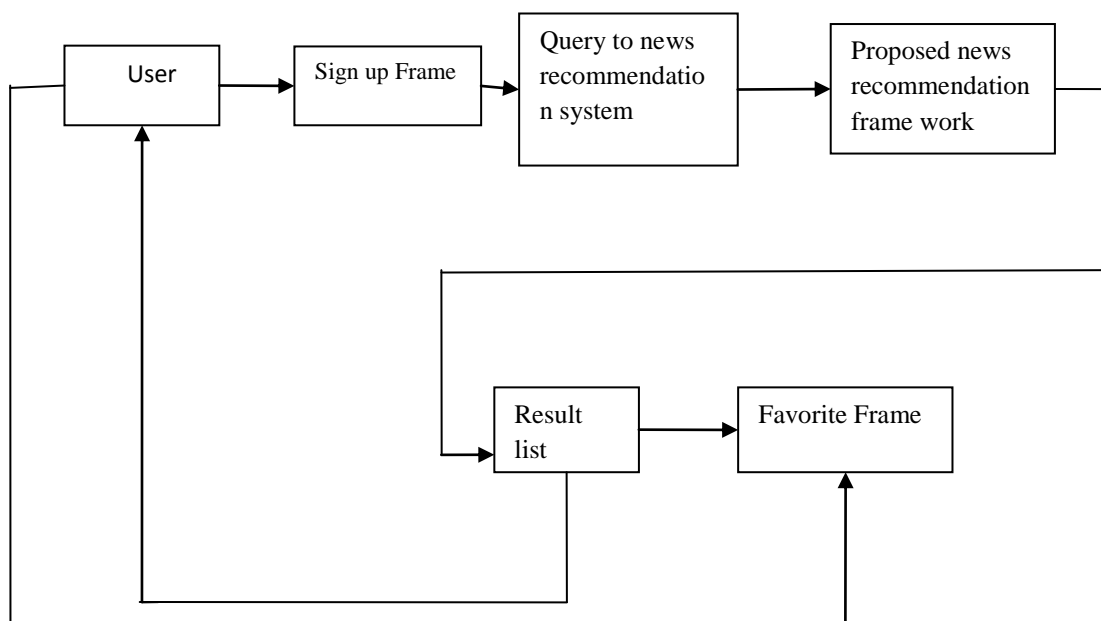 User
Sign up Frame
Query to news
recommendatio
n system
Proposed news
recommendation
frame work
Result
list
Favorite Frame